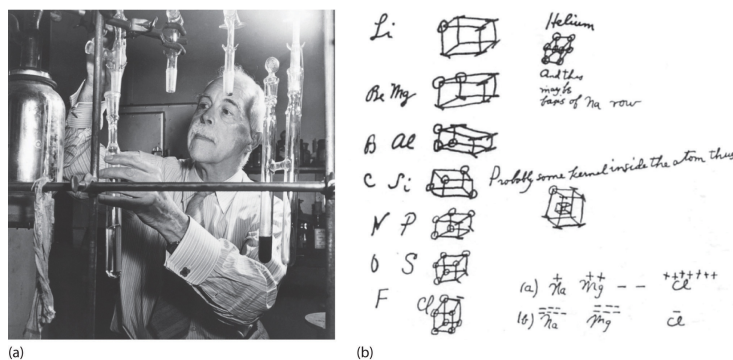 Li
Helium
And thus
maybe
basis of Na row
Be Mg
B Al
C Si
Probably some kernel inside the atom thus
N P
O S
F Cl
(a) + Na ++ Mg - - +++++++ Cl
(b) Na Mg - Cl
(a)
(b)